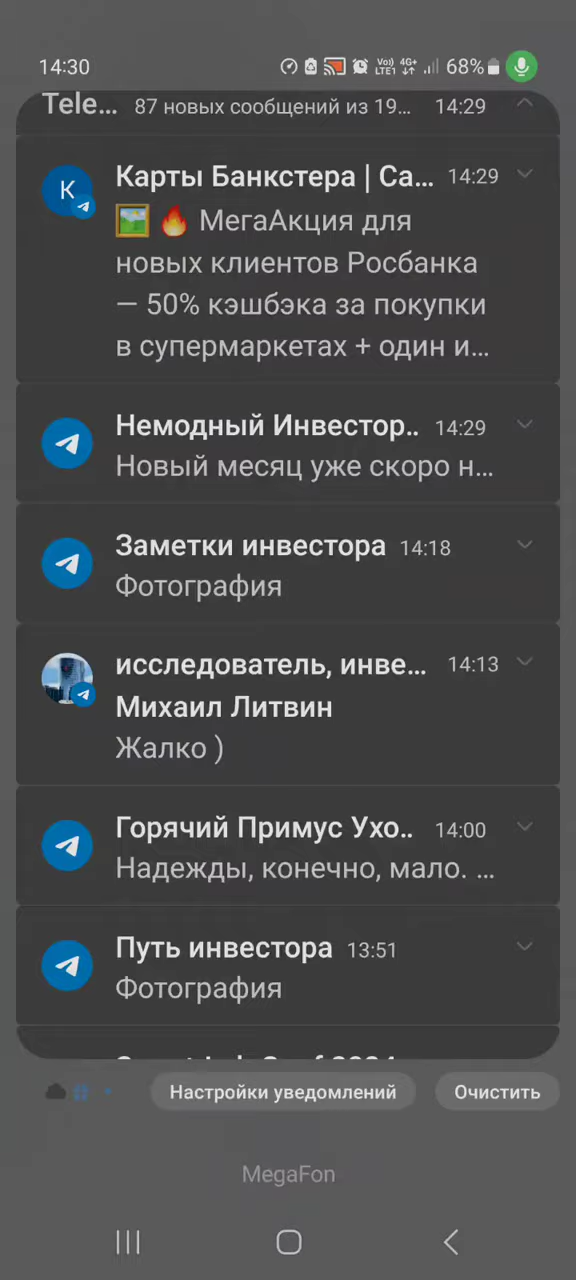 14:30 Vo)) LTE1 4G+ 68%
Tele... 87 новых сообщений из 19... 14:29
К Карты Банкстера | Са... 14:29
🖼️ 🔥 МегаАкция для
новых клиентов Росбанка
— 50% кэшбэка за покупки
в супермаркетах + один и...
Немодный Инвестор.. 14:29
Новый месяц уже скоро н...
Заметки инвестора 14:18
Фотография
исследователь, инве... 14:13
Михаил Литвин
Жалко )
Горячий Примус Ухо.. 14:00
Надежды, конечно, мало. ...
Путь инвестора 13:51
Фотография
Настройки уведомлений Очистить
MegaFon